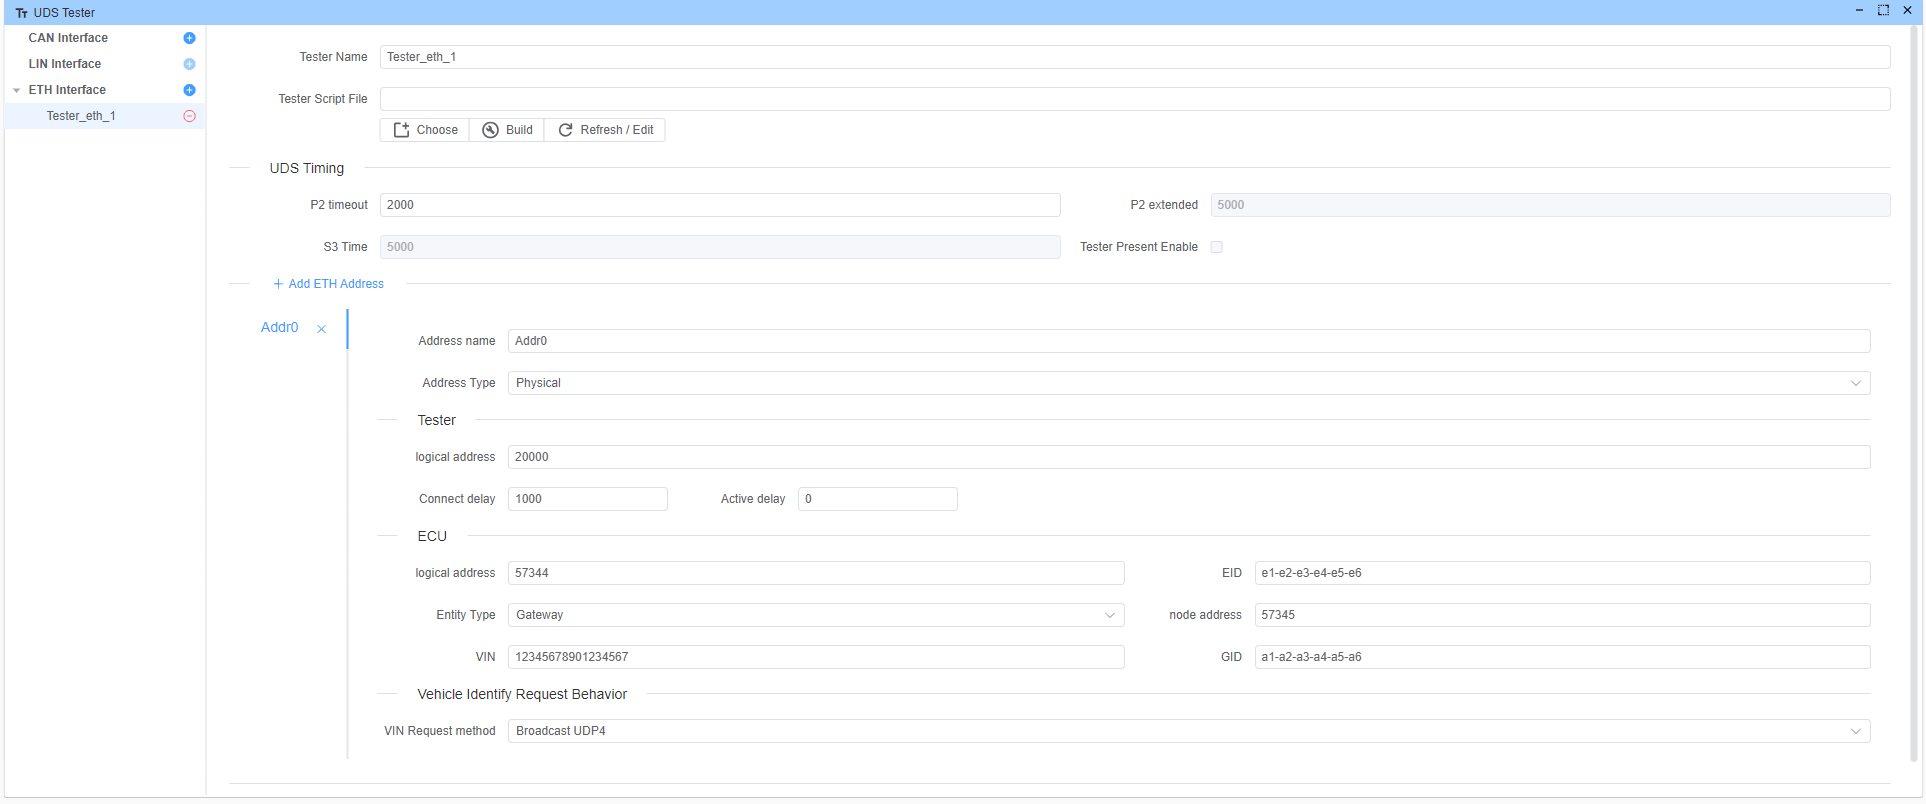 UDS Tester
CAN Interface
LIN Interface
ETH Interface
Tester_eth_1
Tester Name Tester_eth_1
Tester Script File
Choose Build Refresh / Edit
UDS Timing
P2 timeout 2000 P2 extended 5000
S3 Time 5000 Tester Present Enable
+ Add ETH Address
Addr0
Address name Addr0
Address Type Physical
Tester
logical address 20000
Connect delay 1000 Active delay 0
ECU
logical address 57344 EID e1-e2-e3-e4-e5-e6
Entity Type Gateway node address 57345
VIN 12345678901234567 GID a1-a2-a3-a4-a5-a6
Vehicle Identify Request Behavior
VIN Request method Broadcast UDP4